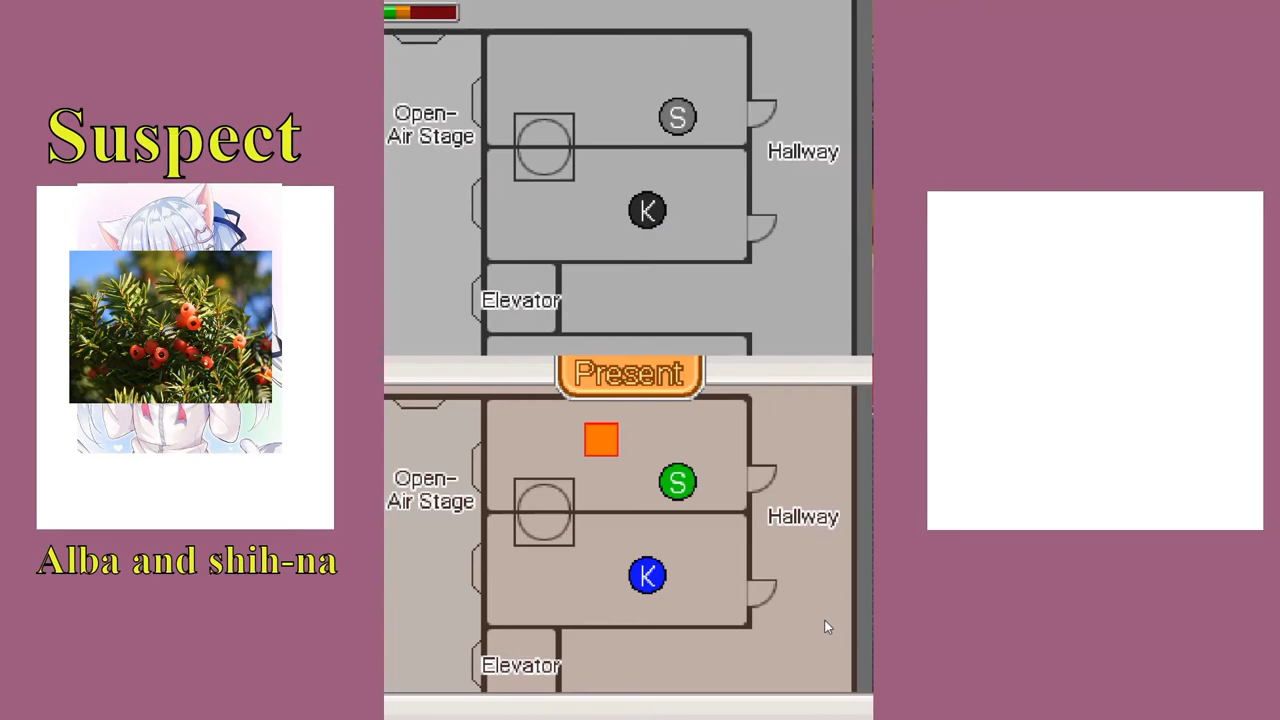 Suspect
Alba and shih-na
Open-
Air Stage
S
Hallway
K
Elevator
Present
Open-
Air Stage
S
Hallway
K
Elevator